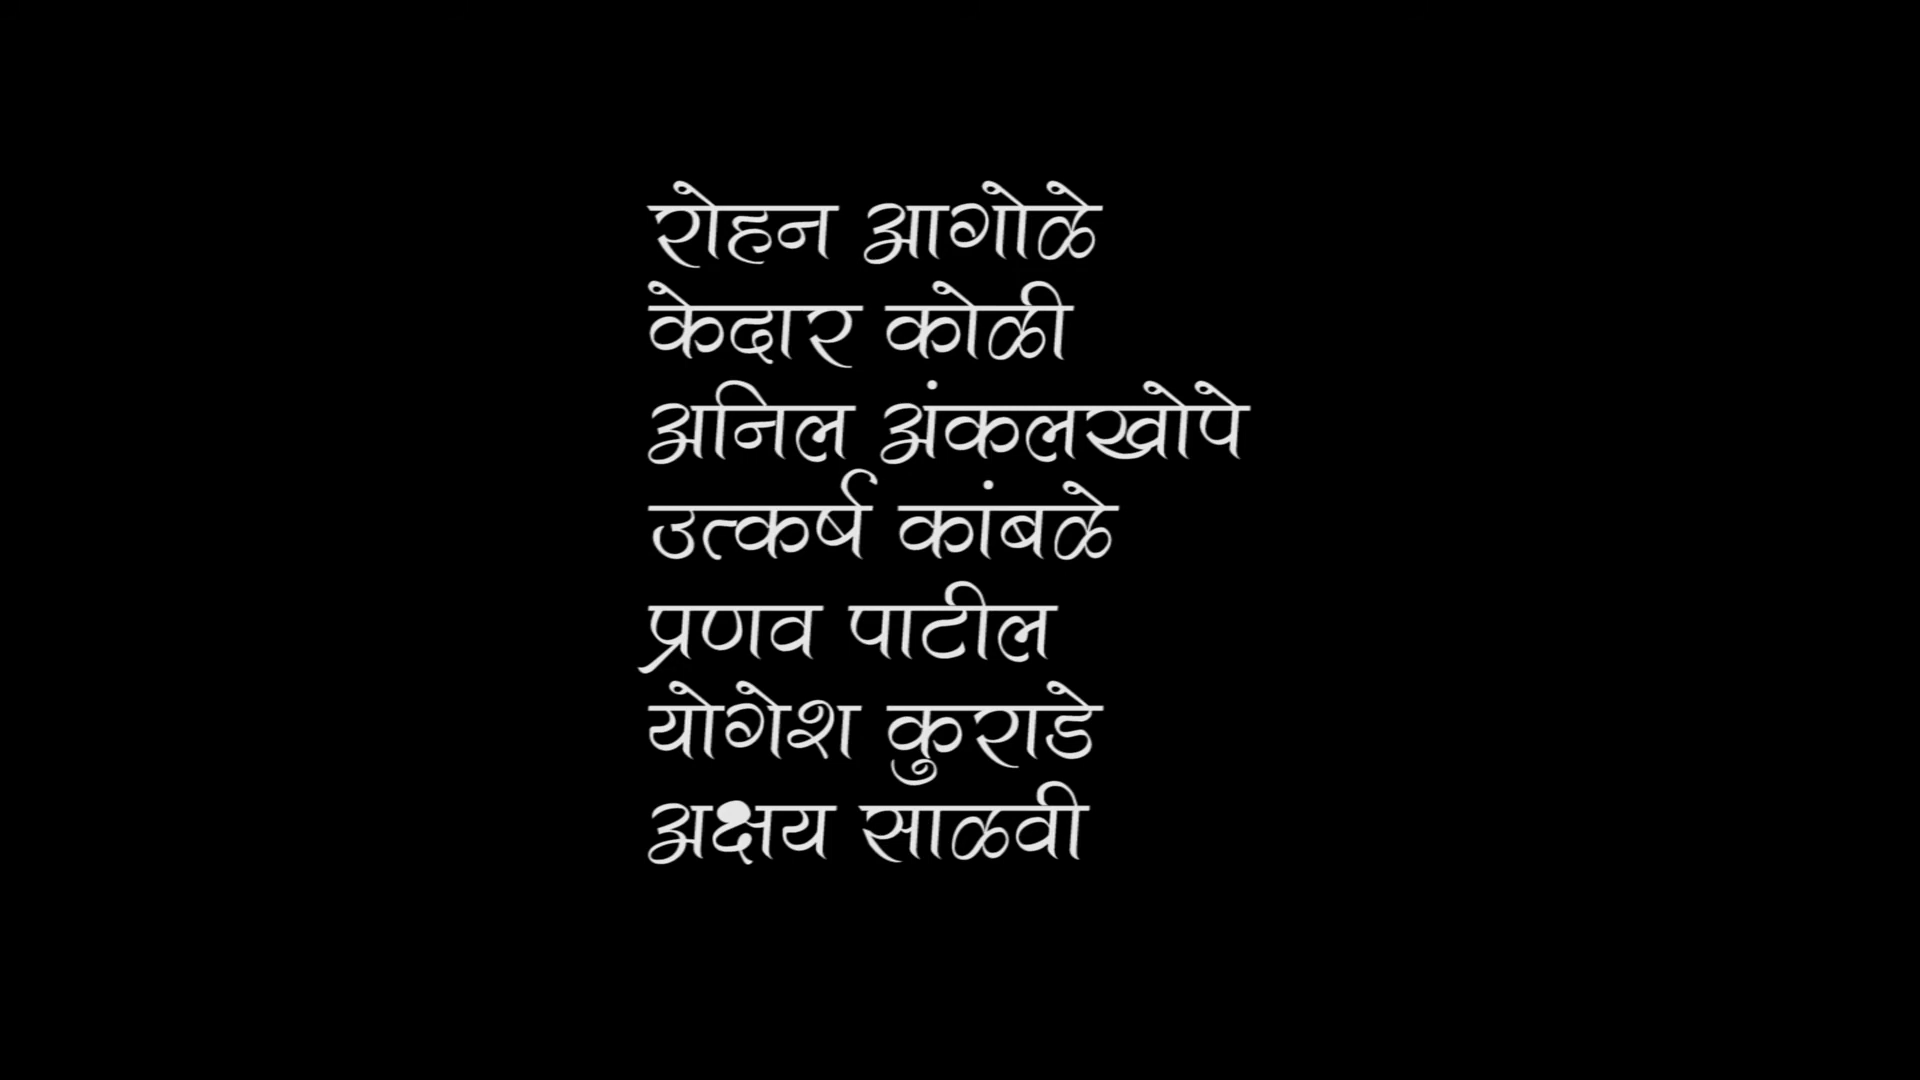 रोहन आगोळे
केदार कोळी
अनिल अंकलखोपे
उत्कर्ष कांबळे
प्रणव पाटील
योगेश कुराडे
अक्षय साळवी